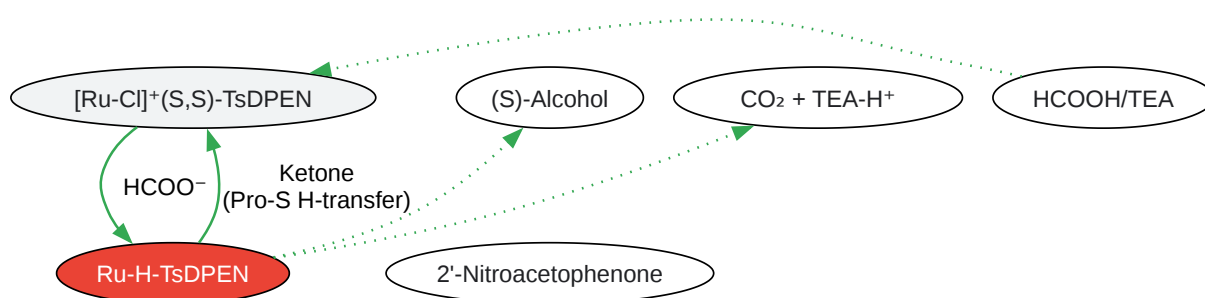 [Ru-Cl]⁺(S,S)-TsDPEN
(S)-Alcohol
CO₂ + TEA-H⁺
HCOOH/TEA
HCOO⁻
Ketone
(Pro-S H-transfer)
Ru-H-TsDPEN
2'-Nitroacetophenone